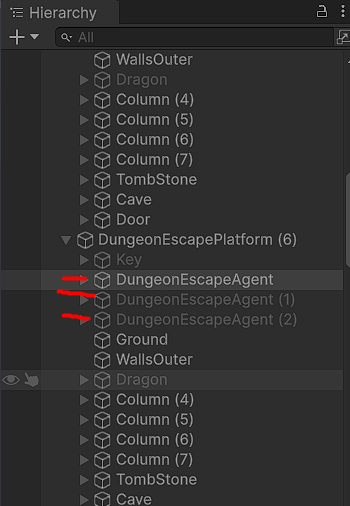 Hierarchy
All
WallsOuter
Dragon
Column (4)
Column (5)
Column (6)
Column (7)
TombStone
Cave
Door
DungeonEscapePlatform (6)
Key
DungeonEscapeAgent
DungeonEscapeAgent (1)
DungeonEscapeAgent (2)
Ground
WallsOuter
Dragon
Column (4)
Column (5)
Column (6)
Column (7)
TombStone
Cave